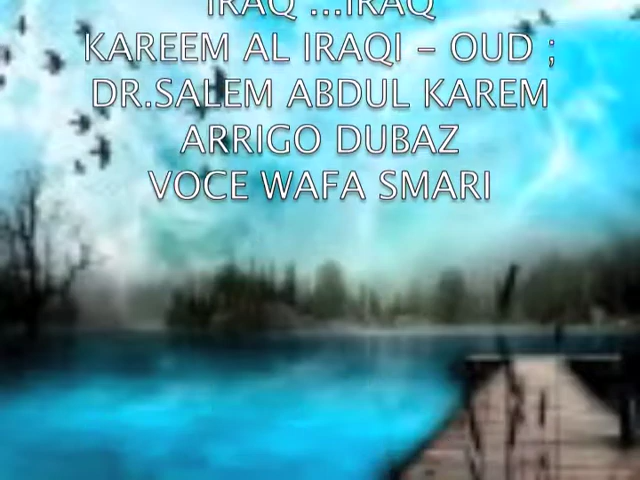 IRAQ ...IRAQ
KAREEM AL IRAQI - OUD ;
DR.SALEM ABDUL KAREM
ARRIGO DUBAZ
VOCE WAFA SMARI